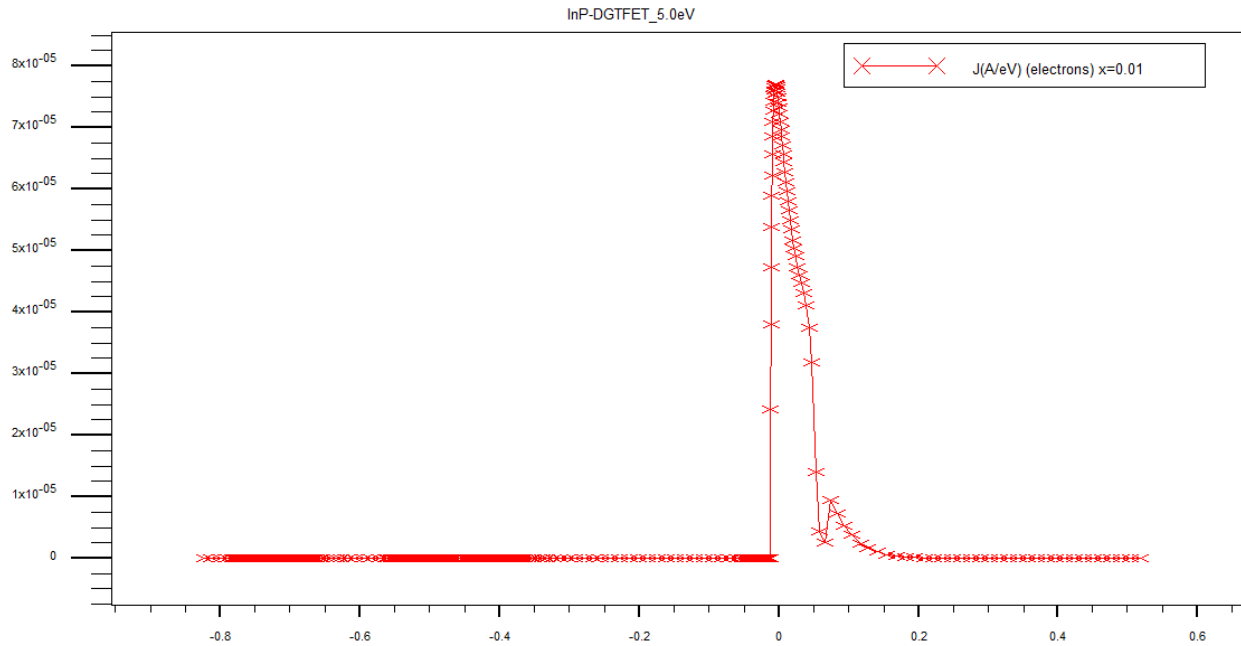 InP-DGTFET_5.0eV
J(A/eV) (electrons) x=0.01
8x10-05
7x10-05
6x10-05
5x10-05
4x10-05
3x10-05
2x10-05
1x10-05
0
-0.8 -0.6 -0.4 -0.2 0 0.2 0.4 0.6